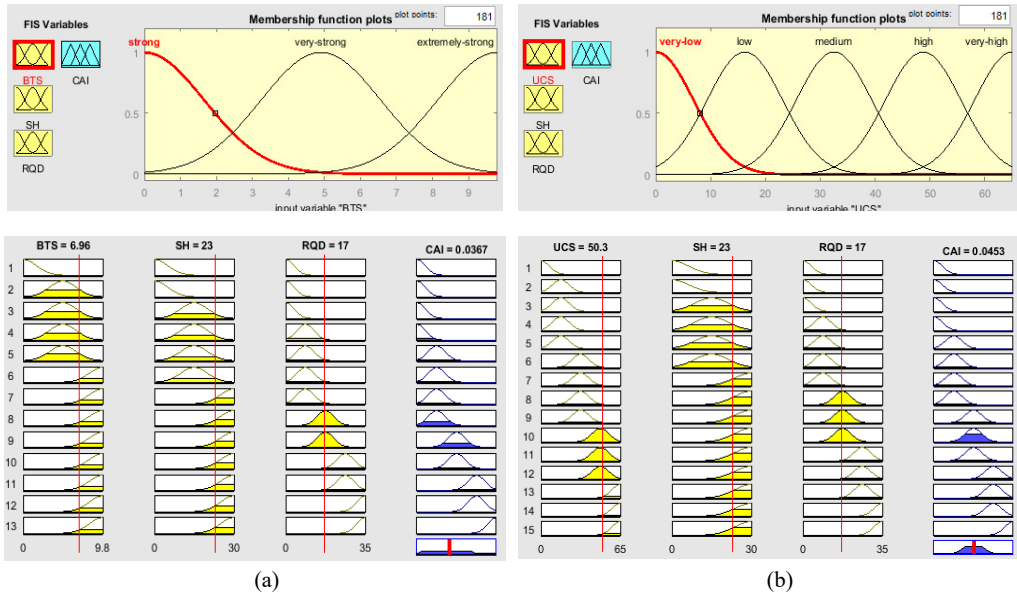 FIS Variables
Membership function plots
plot points:
181
BTS
CAI
SH
RQD
strong
very-strong
extremely-strong
1
0.5
0
0 1 2 3 4 5 6 7 8 9
input variable "BTS"
FIS Variables
Membership function plots
plot points:
181
UCS
CAI
SH
RQD
very-low
low
medium
high
very-high
1
0.5
0
0 10 20 30 40 50 60
input variable "UCS"
BTS = 6.96 SH = 23 RQD = 17 CAI = 0.0367
1
2
3
4
5
6
7
8
9
10
11
12
13
0 9.8 0 30 0 35
(a)
UCS = 50.3 SH = 23 RQD = 17 CAI = 0.0453
1
2
3
4
5
6
7
8
9
10
11
12
13
14
15
0 65 0 30 0 35
(b)